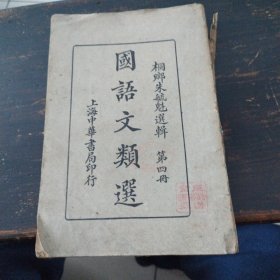 桐鄉朱毓魁選輯 第四冊
國語文類選
上海中華書局印行